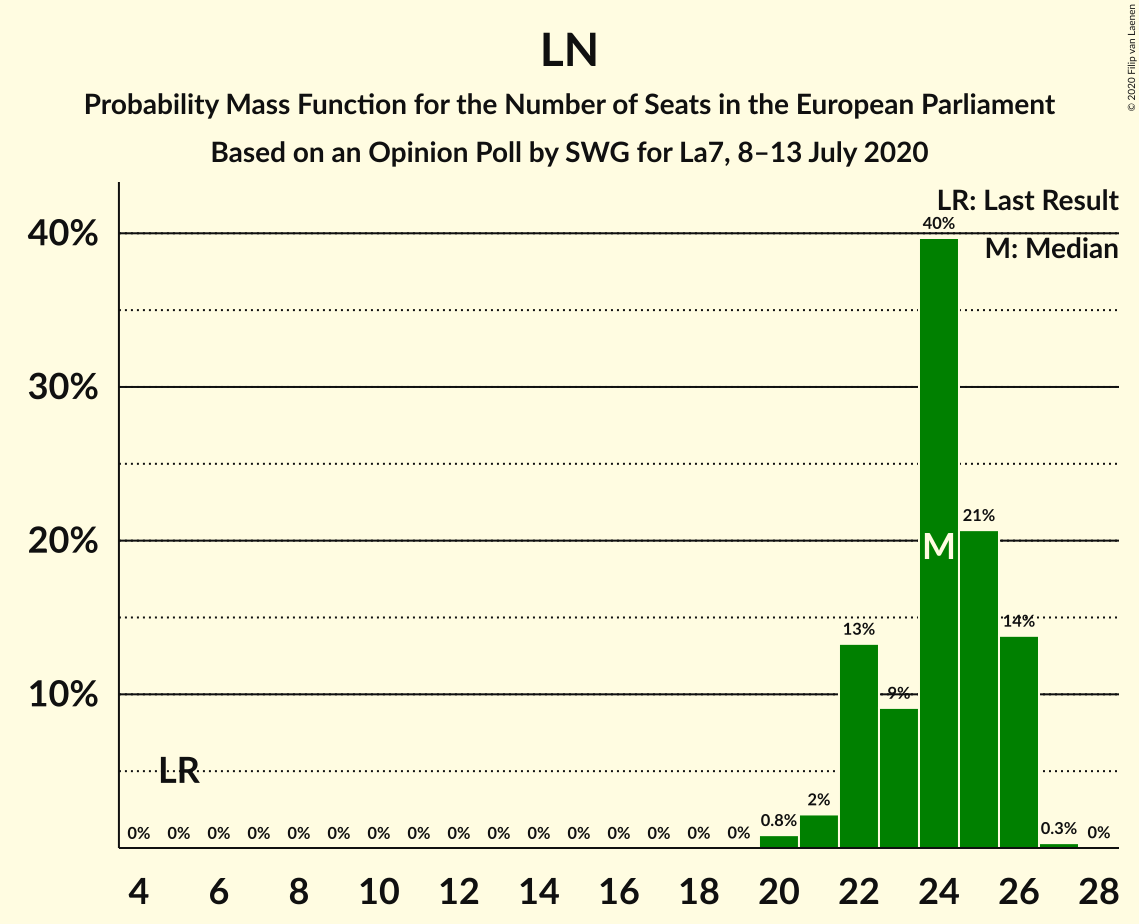 LN
Probability Mass Function for the Number of Seats in the European Parliament
Based on an Opinion Poll by SWG for La7, 8–13 July 2020
© 2020 Filip van Laenen
LR: Last Result
M: Median
40%
30%
20%
10%
LR
M
0% 0% 0% 0% 0% 0% 0% 0% 0% 0% 0% 0% 0% 0% 0% 0% 0.8% 2% 13% 9% 40% 21% 14% 0.3% 0%
4 6 8 10 12 14 16 18 20 22 24 26 28